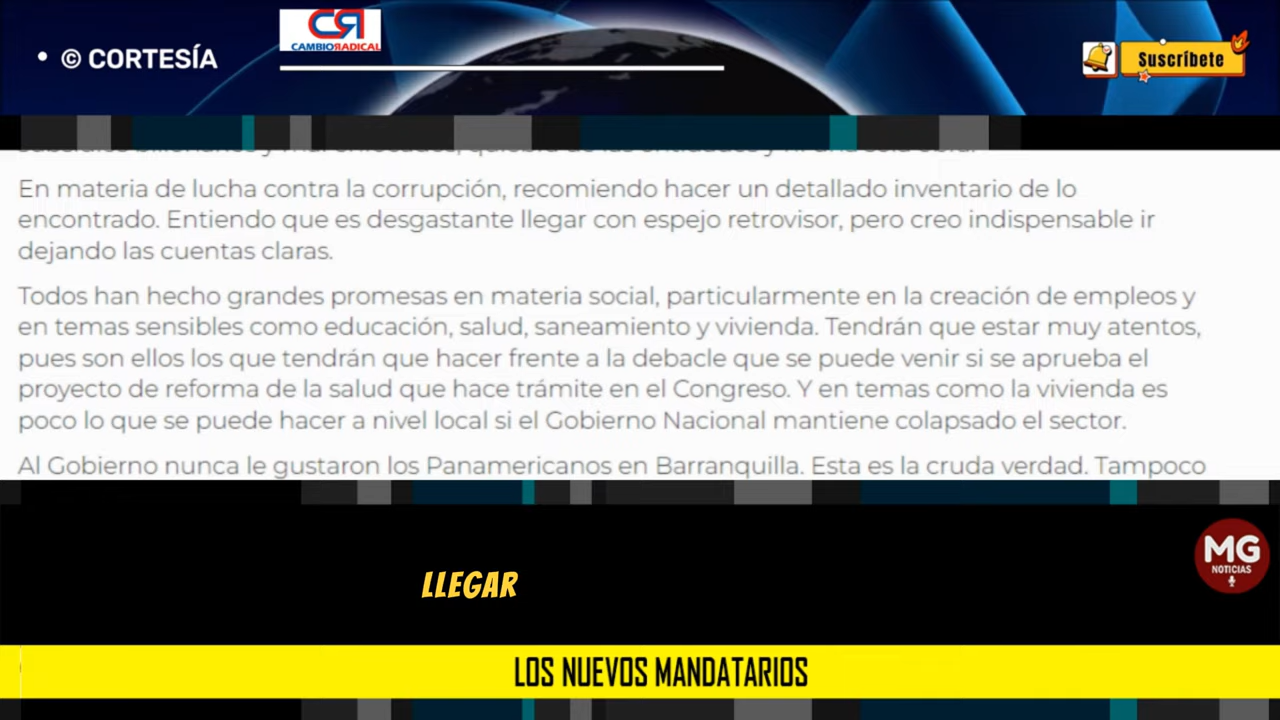 • © CORTESÍA
CR
CAMBIO RADICAL
Suscríbete
En materia de lucha contra la corrupción, recomiendo hacer un detallado inventario de lo
encontrado. Entiendo que es desgastante llegar con espejo retrovisor, pero creo indispensable ir
dejando las cuentas claras.
Todos han hecho grandes promesas en materia social, particularmente en la creación de empleos y
en temas sensibles como educación, salud, saneamiento y vivienda. Tendrán que estar muy atentos,
pues son ellos los que tendrán que hacer frente a la debacle que se puede venir si se aprueba el
proyecto de reforma de la salud que hace trámite en el Congreso. Y en temas como la vivienda es
poco lo que se puede hacer a nivel local si el Gobierno Nacional mantiene colapsado el sector.
Al Gobierno nunca le gustaron los Panamericanos en Barranquilla. Esta es la cruda verdad. Tampoco
MG
NOTICIAS
LLEGAR
LOS NUEVOS MANDATARIOS